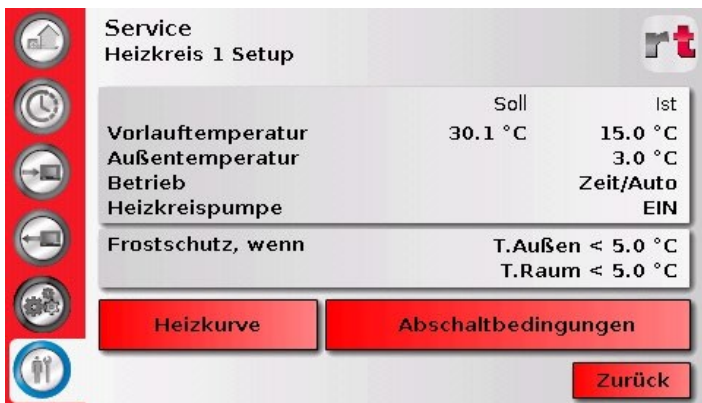 Service
Heizkreis 1 Setup
rt
Soll Ist
Vorlauftemperatur 30.1 °C 15.0 °C
Außentemperatur 3.0 °C
Betrieb Zeit/Auto
Heizkreispumpe EIN
Frostschutz, wenn T.Außen < 5.0 °C
T.Raum < 5.0 °C
Heizkurve Abschaltbedingungen
Zurück